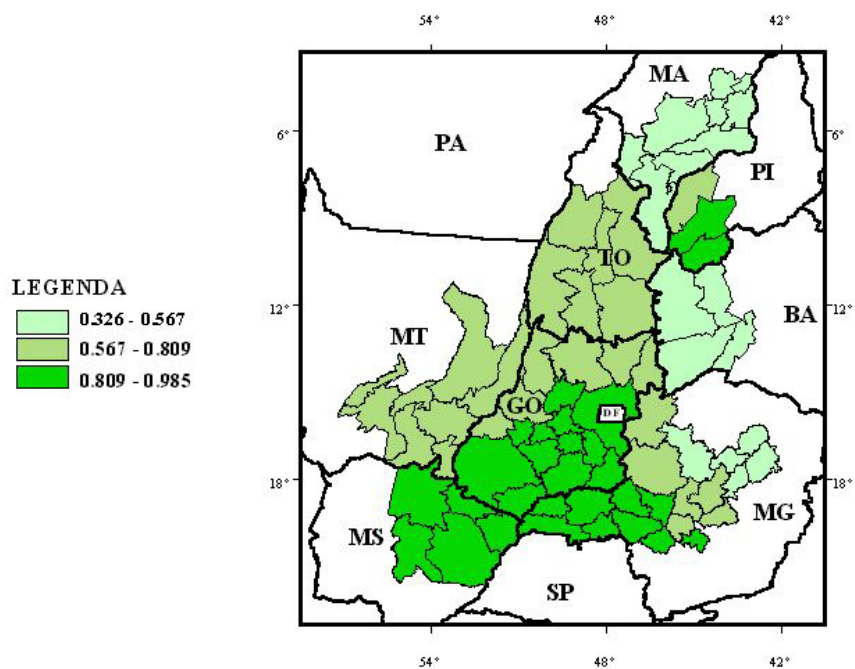 54° 48° 42°
MA
6° 6°
PA
PI
TO
LEGENDA
0.326 - 0.567
0.567 - 0.809
0.809 - 0.985
12° 12°
MT BA
GO DF
18° 18°
MS MG
SP
54° 48° 42°